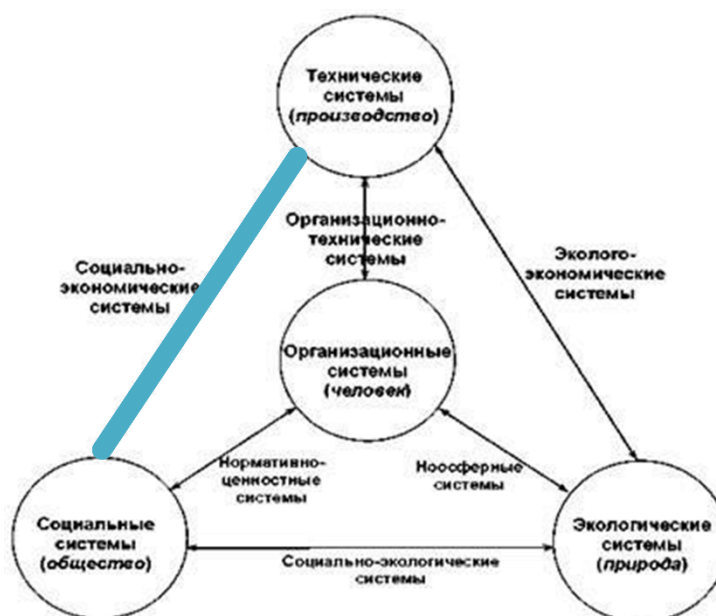 Технические
системы
(производство)
Организационно-
технические
системы
Социально-
экономические
системы
Эколого-
экономические
системы
Организационные
системы
(человек)
Нормативно-
ценностные
системы
Ноосферные
системы
Социальные
системы
(общество)
Экологические
системы
(природа)
Социально-экологические
системы